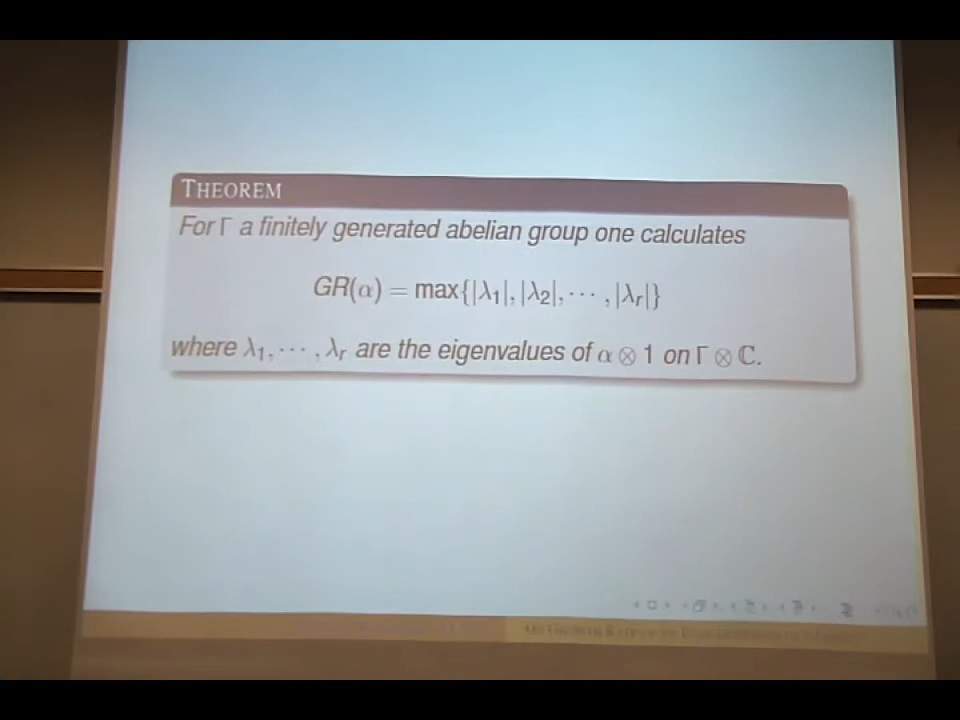 THEOREM
For Γ a finitely generated abelian group one calculates
GR(α) = max{|λ₁|, |λ₂|, ⋯ , |λᵣ|}
where λ₁, ⋯ , λᵣ are the eigenvalues of α ⊗ 1 on Γ ⊗ ℂ.